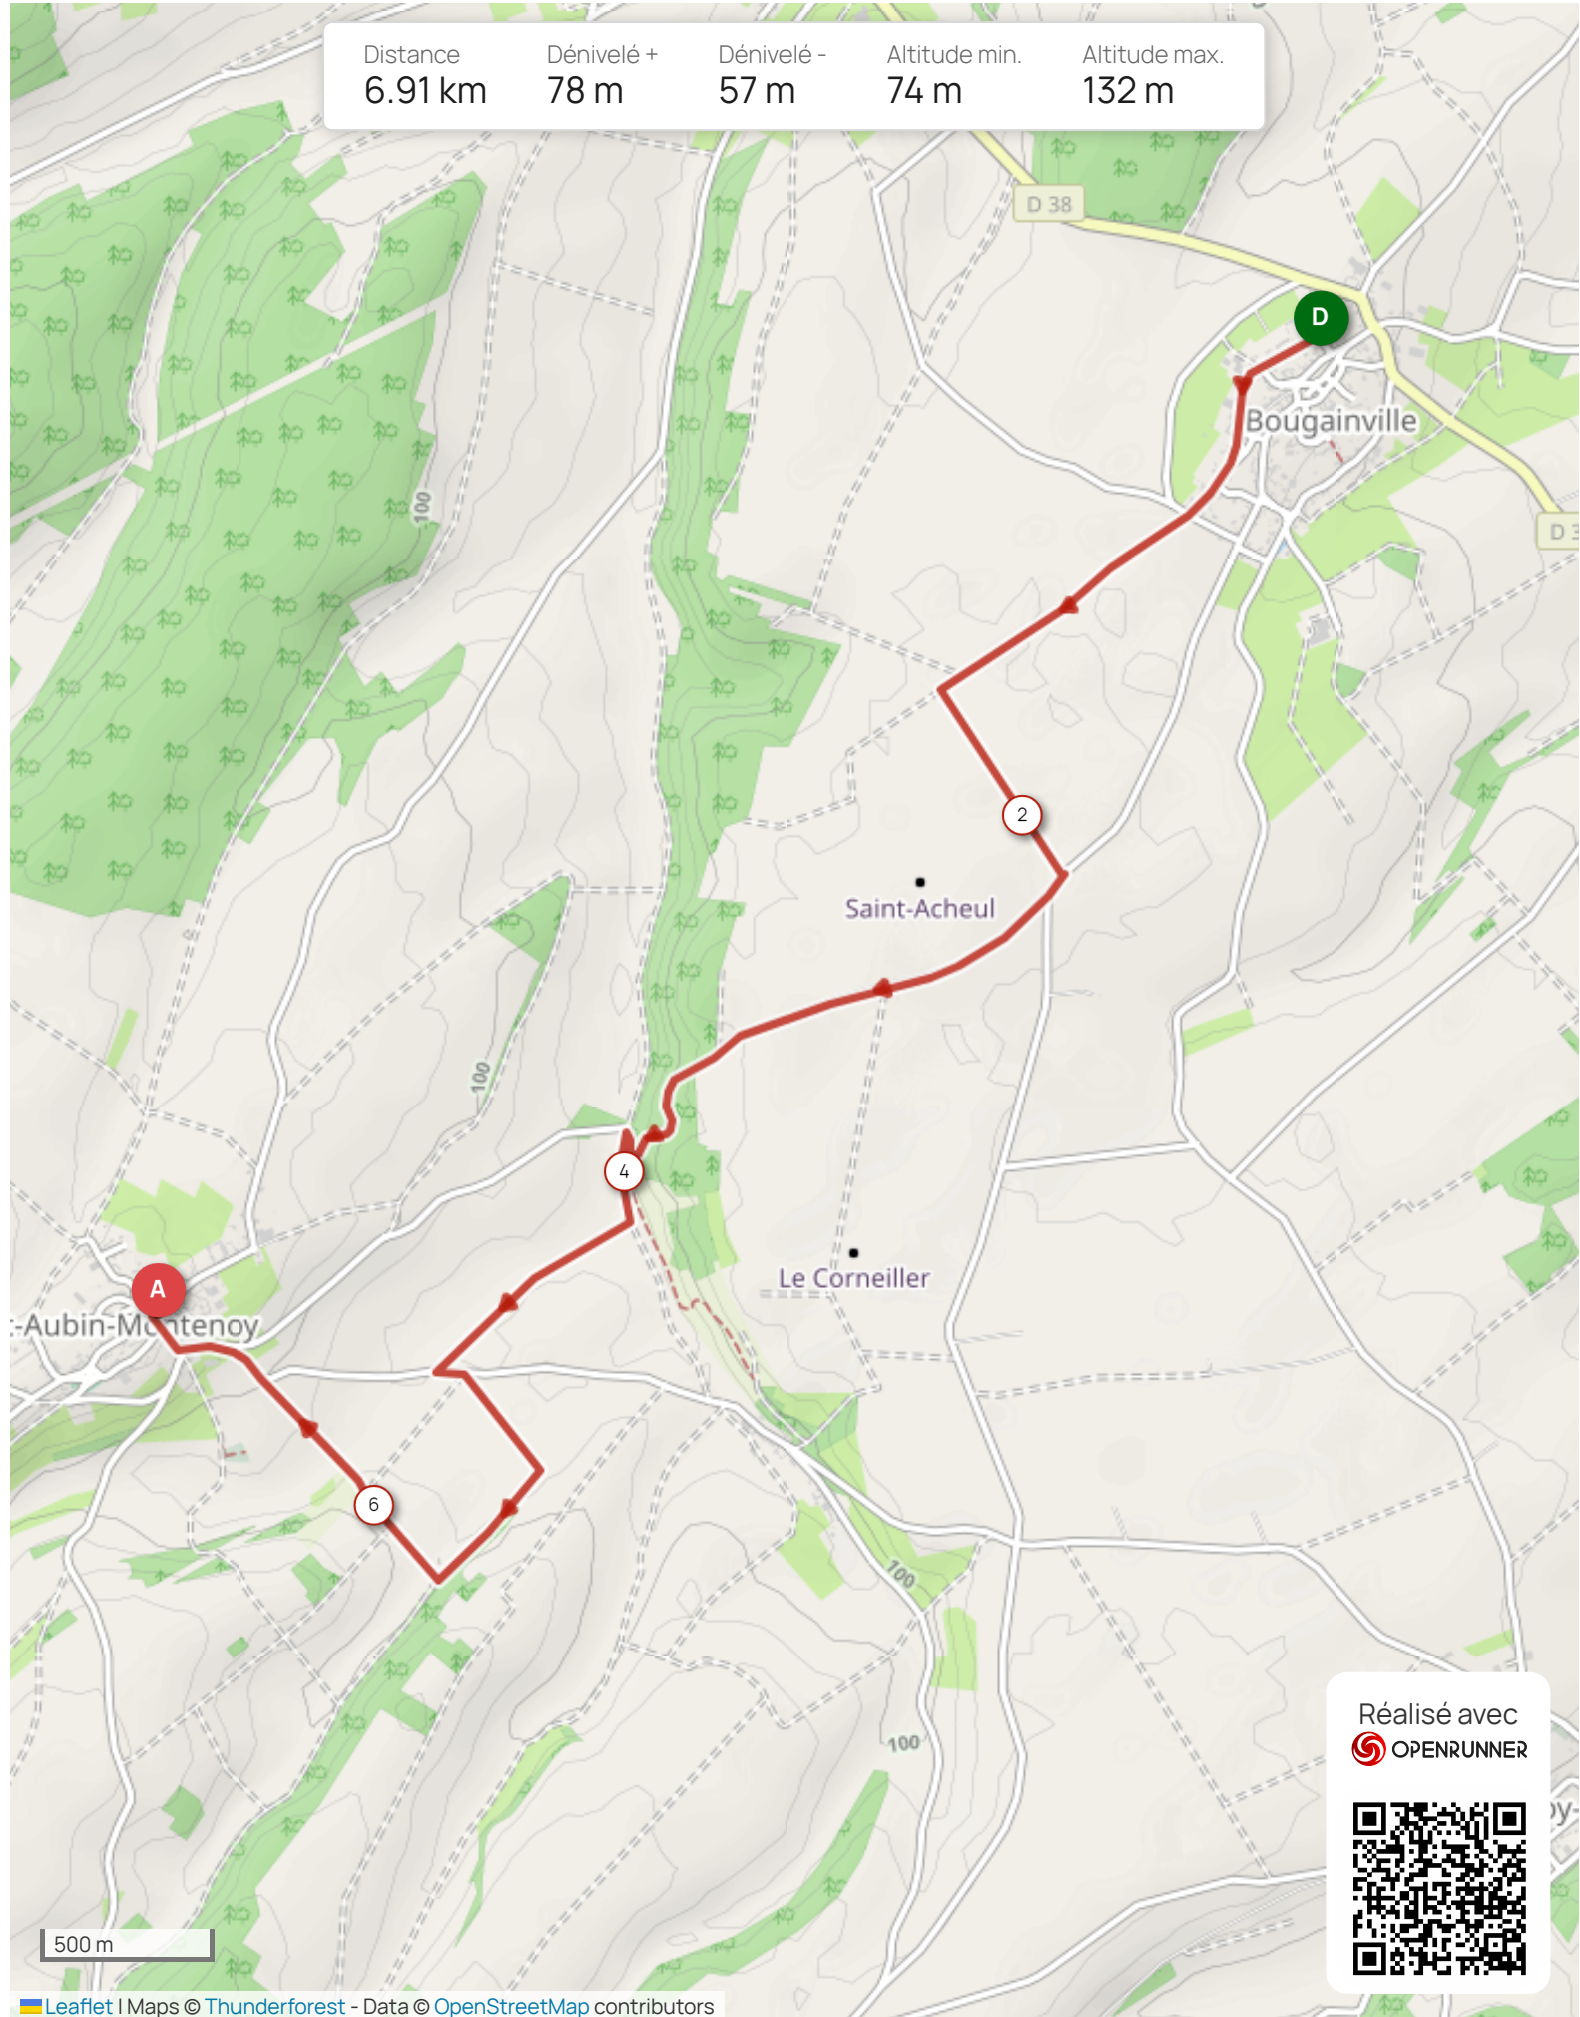 Distance
6.91 km
Dénivelé +
78 m
Dénivelé -
57 m
Altitude min.
74 m
Altitude max.
132 m
D 38
D
Bougainville
D 3
100
2
Saint-Acheul
100
4
Le Corneiller
A
t-Aubin-Montenoy
6
100
100
Réalisé avec
OPENRUNNER
oy-
500 m
Leaflet | Maps © Thunderforest - Data © OpenStreetMap contributors